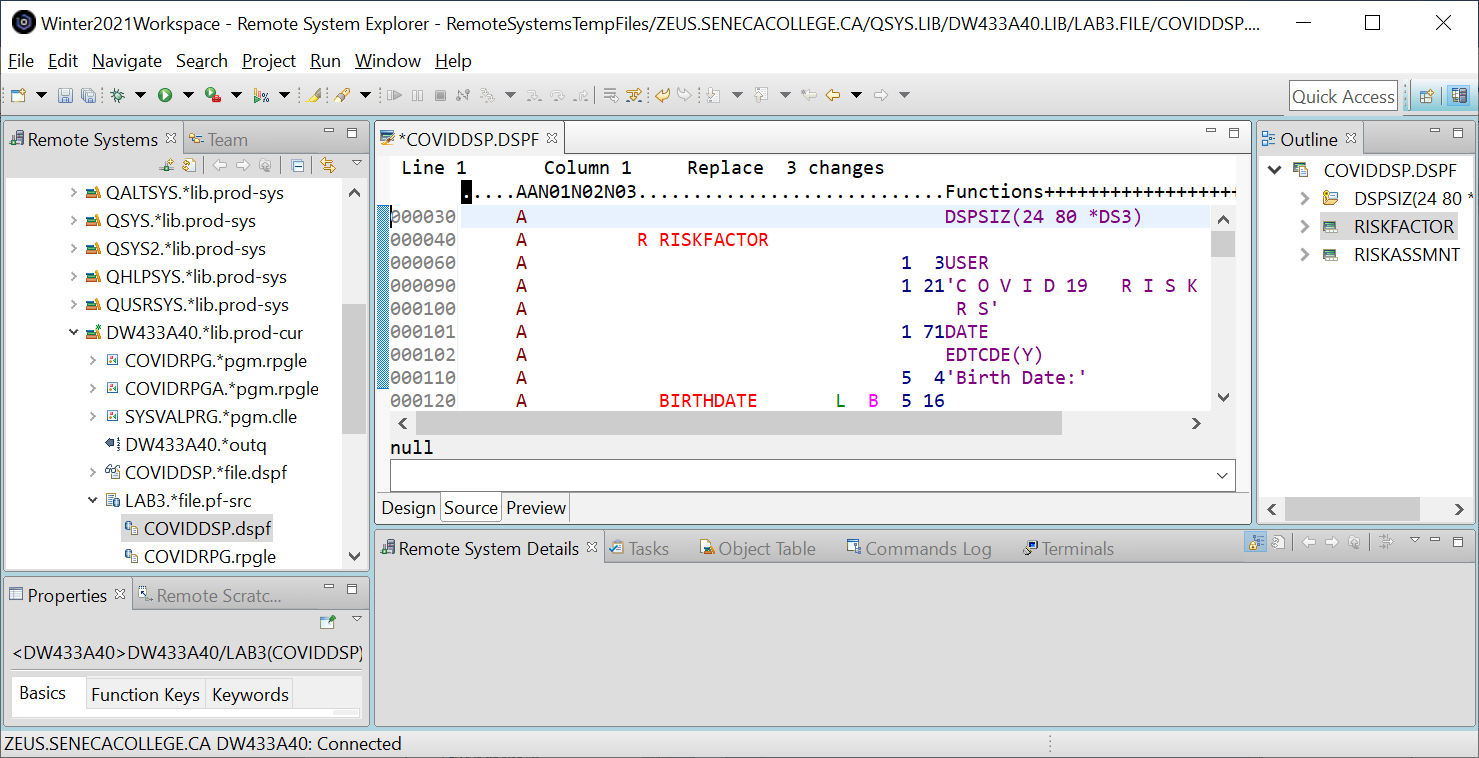 Winter2021Workspace - Remote System Explorer - RemoteSystemsTempFiles/ZEUS.SENECACOLLEGE.CA/QSYS.LIB/DW433A40.LIB/LAB3.FILE/COVIDDSP....
File Edit Navigate Search Project Run Window Help
Quick Access
Remote Systems Team
QALTSYS.*lib.prod-sys
QSYS.*lib.prod-sys
QSYS2.*lib.prod-sys
QHLPSYS.*lib.prod-sys
QUSRSYS.*lib.prod-sys
DW433A40.*lib.prod-cur
COVIDRPG.*pgm.rpgle
COVIDRPGA.*pgm.rpgle
SYSVALPRG.*pgm.clle
DW433A40.*outq
COVIDDSP.*file.dspf
LAB3.*file.pf-src
COVIDDSP.dspf
COVIDRPG.rpgle
*COVIDDSP.DSPF
Line 1 Column 1 Replace 3 changes
.....AAN01N02N03............................Functions++++++++++++++++++
000030 A DSPSIZ(24 80 *DS3)
000040 A R RISKFACTOR
000060 A 1 3USER
000090 A 1 21'C O V I D 19 R I S K
000100 A R S'
000101 A 1 71DATE
000102 A EDTCDE(Y)
000110 A 5 4'Birth Date:'
000120 A BIRTHDATE L B 5 16
null
Design Source Preview
Outline
COVIDDSP.DSPF
DSPSIZ(24 80 *
RISKFACTOR
RISKASSMNT
Remote System Details Tasks Object Table Commands Log Terminals
Properties Remote Scratc...
<DW433A40>DW433A40/LAB3(COVIDDSP)
Basics Function Keys Keywords
ZEUS.SENECACOLLEGE.CA DW433A40: Connected